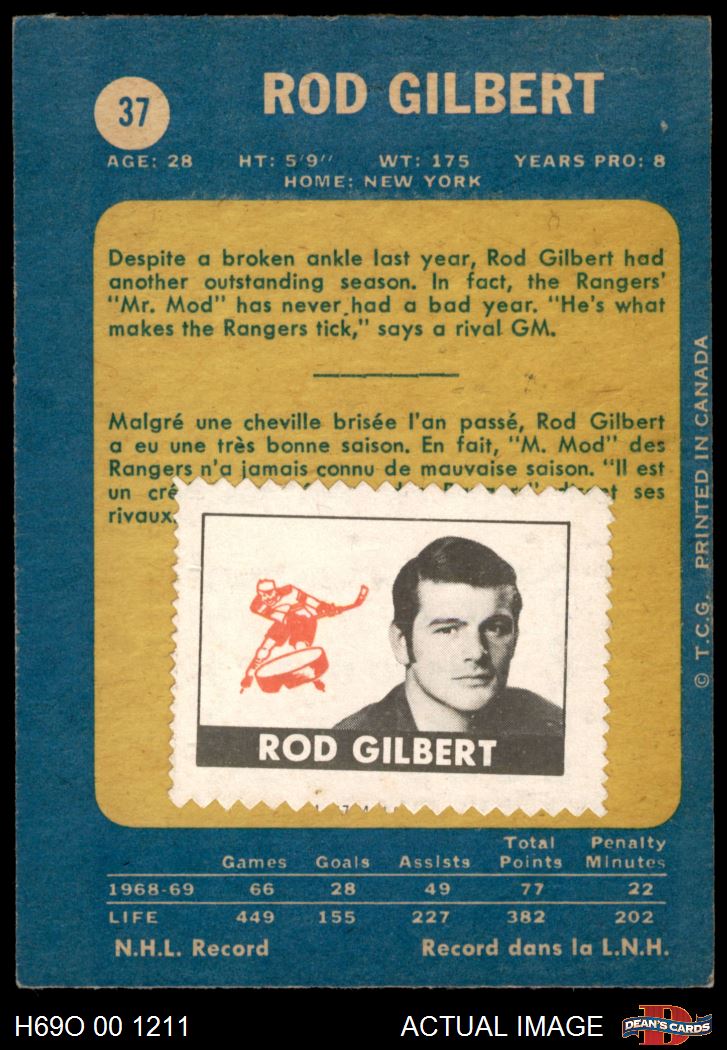 37
ROD GILBERT
AGE: 28 HT: 5'9" WT: 175 YEARS PRO: 8
HOME: NEW YORK
Despite a broken ankle last year, Rod Gilbert had
another outstanding season. In fact, the Rangers'
"Mr. Mod" has never had a bad year. "He's what
makes the Rangers tick," says a rival GM.
Malgré une cheville brisée l'an passé, Rod Gilbert
a eu une très bonne saison. En fait, "M. Mod" des
Rangers n'a jamais connu de mauvaise saison. "Il est
un ses
rivaux.
ROD GILBERT
© T.C.G. PRINTED IN CANADA
Games Goals Assists Total Points Penalty Minutes
1968-69 66 28 49 77 22
LIFE 449 155 227 382 202
N.H.L. Record Record dans la L.N.H.
H69O 00 1211 ACTUAL IMAGE
D
DEAN'S CARDS